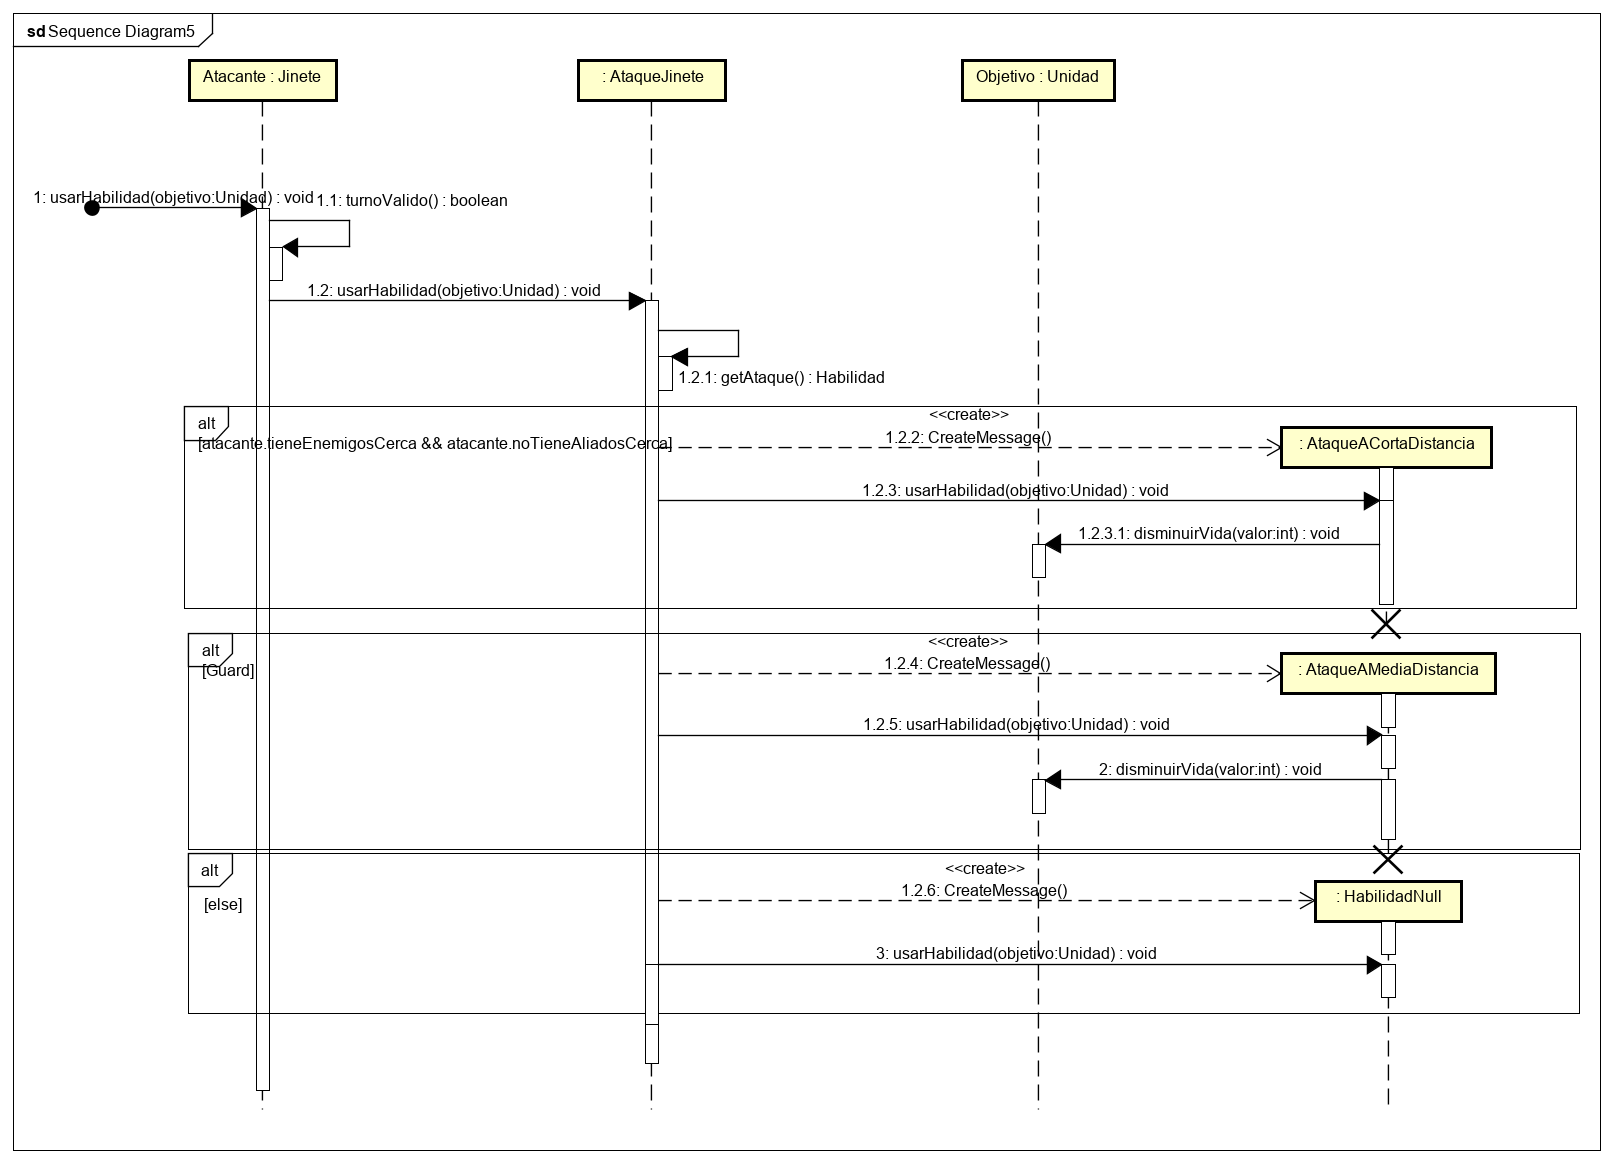 sd Sequence Diagram5
Atacante : Jinete
: AtaqueJinete
Objetivo : Unidad
1: usarHabilidad(objetivo:Unidad) : void
1.1: turnoValido() : boolean
1.2: usarHabilidad(objetivo:Unidad) : void
1.2.1: getAtaque() : Habilidad
alt
[atacante.tieneEnemigosCerca && atacante.noTieneAliadosCerca]
<<create>>
1.2.2: CreateMessage()
: AtaqueACortaDistancia
1.2.3: usarHabilidad(objetivo:Unidad) : void
1.2.3.1: disminuirVida(valor:int) : void
alt
[Guard]
<<create>>
1.2.4: CreateMessage()
: AtaqueAMediaDistancia
1.2.5: usarHabilidad(objetivo:Unidad) : void
2: disminuirVida(valor:int) : void
alt
[else]
<<create>>
1.2.6: CreateMessage()
: HabilidadNull
3: usarHabilidad(objetivo:Unidad) : void